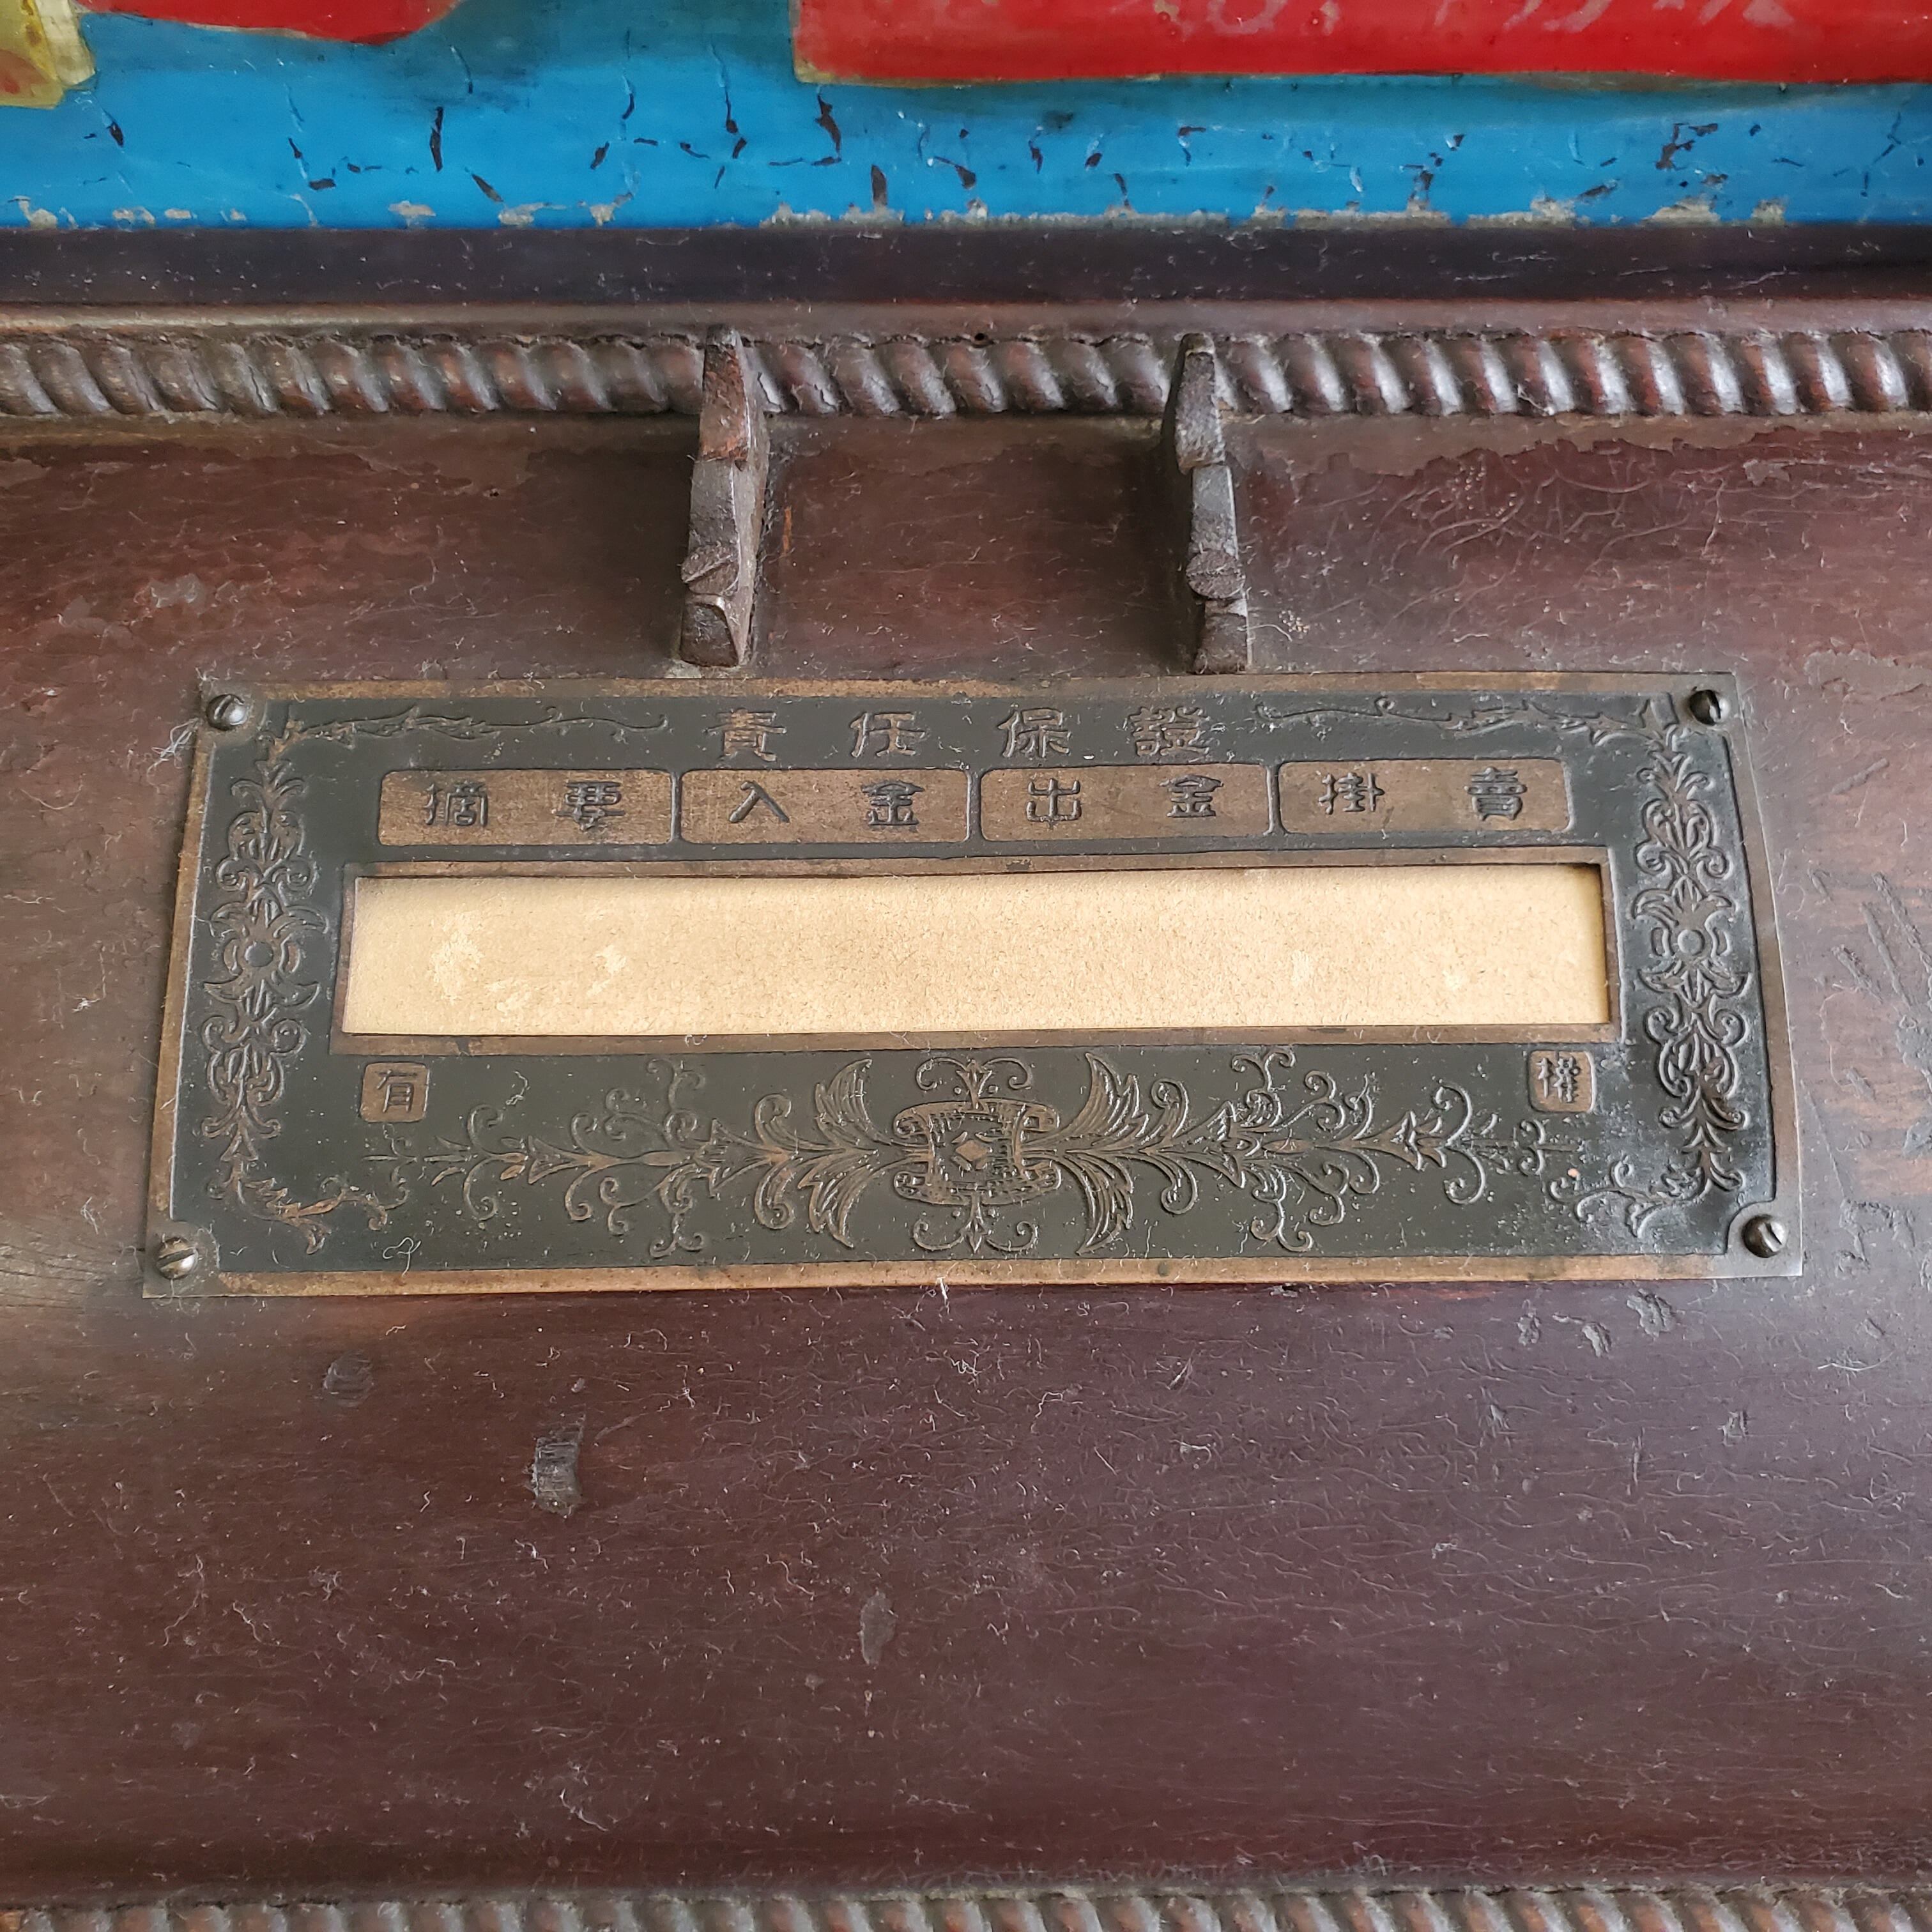 責任保證
摘要 入金 出金 掛賣
有 權